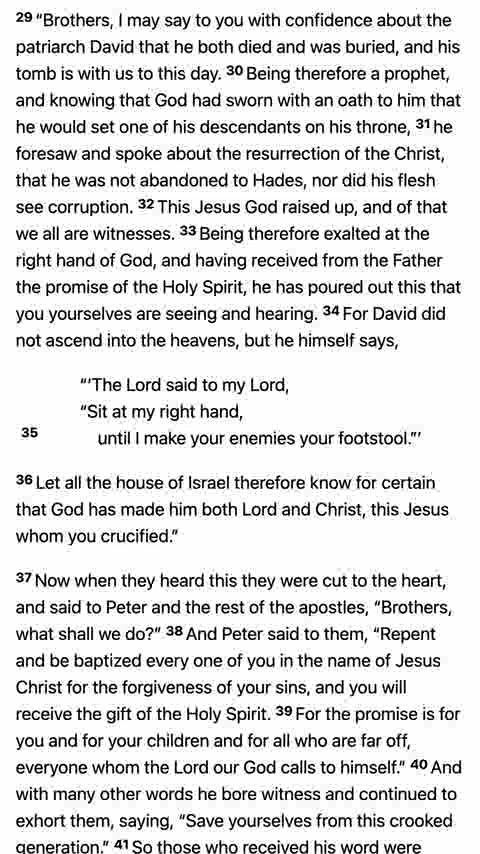 29 “Brothers, I may say to you with confidence about the
patriarch David that he both died and was buried, and his
tomb is with us to this day. 30 Being therefore a prophet,
and knowing that God had sworn with an oath to him that
he would set one of his descendants on his throne, 31 he
foresaw and spoke about the resurrection of the Christ,
that he was not abandoned to Hades, nor did his flesh
see corruption. 32 This Jesus God raised up, and of that
we all are witnesses. 33 Being therefore exalted at the
right hand of God, and having received from the Father
the promise of the Holy Spirit, he has poured out this that
you yourselves are seeing and hearing. 34 For David did
not ascend into the heavens, but he himself says,
“‘The Lord said to my Lord,
“Sit at my right hand,
35 until I make your enemies your footstool.”’
36 Let all the house of Israel therefore know for certain
that God has made him both Lord and Christ, this Jesus
whom you crucified.”
37 Now when they heard this they were cut to the heart,
and said to Peter and the rest of the apostles, “Brothers,
what shall we do?” 38 And Peter said to them, “Repent
and be baptized every one of you in the name of Jesus
Christ for the forgiveness of your sins, and you will
receive the gift of the Holy Spirit. 39 For the promise is for
you and for your children and for all who are far off,
everyone whom the Lord our God calls to himself.” 40 And
with many other words he bore witness and continued to
exhort them, saying, “Save yourselves from this crooked
generation.” 41 So those who received his word were